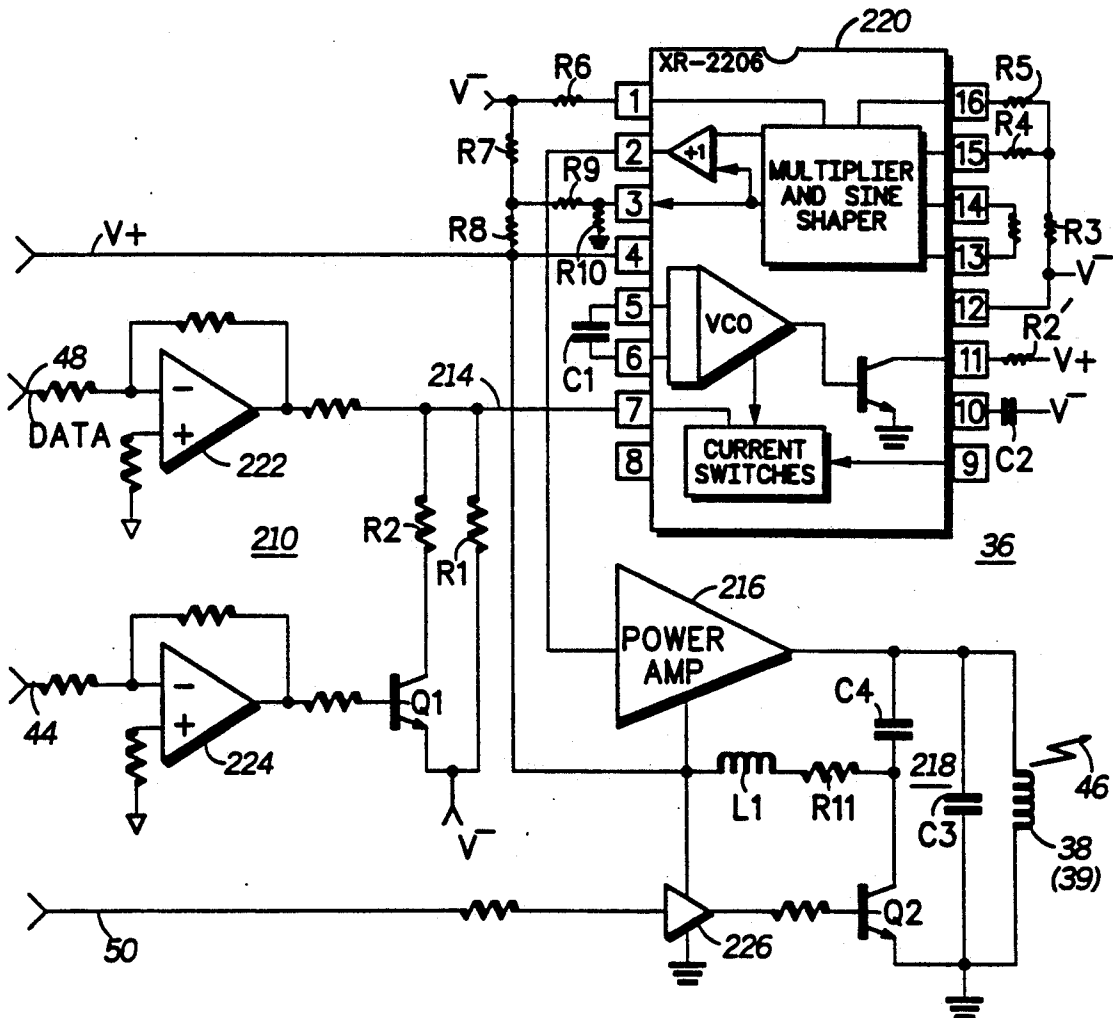 220
XR-2206
R6
V-
1
16
R5
R7
2
+1
15
R4
MULTIPLIER
AND SINE
SHAPER
R9
3
14
R8
R10
13
R3
V+
4
V-
5
12
VCO
R2'
C1
6
11
V+
48
DATA
222
214
7
10
V-
C2
8
CURRENT
SWITCHES
9
210
R2
R1
36
216
POWER
AMP
44
224
Q1
C4
218
46
L1
R11
C3
V-
38
(39)
50
226
Q2
-
+
-
+